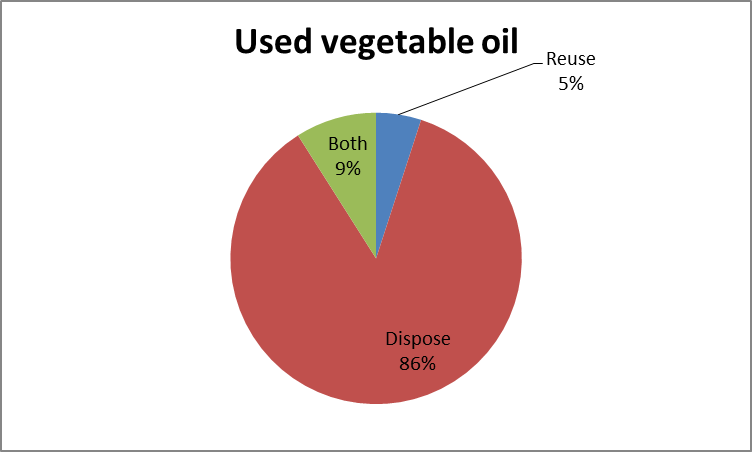 Used vegetable oil
Reuse
5%
Both
9%
Dispose
86%